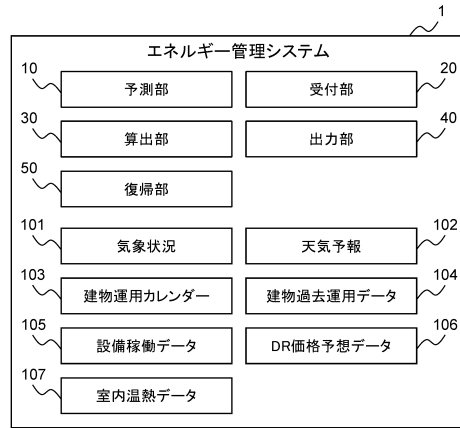 1
エネルギー管理システム
10
予測部
20
受付部
30
算出部
40
出力部
50
復帰部
101
気象状況
102
天気予報
103
建物運用カレンダー
104
建物過去運用データ
105
設備稼働データ
106
DR価格予想データ
107
室内温熱データ